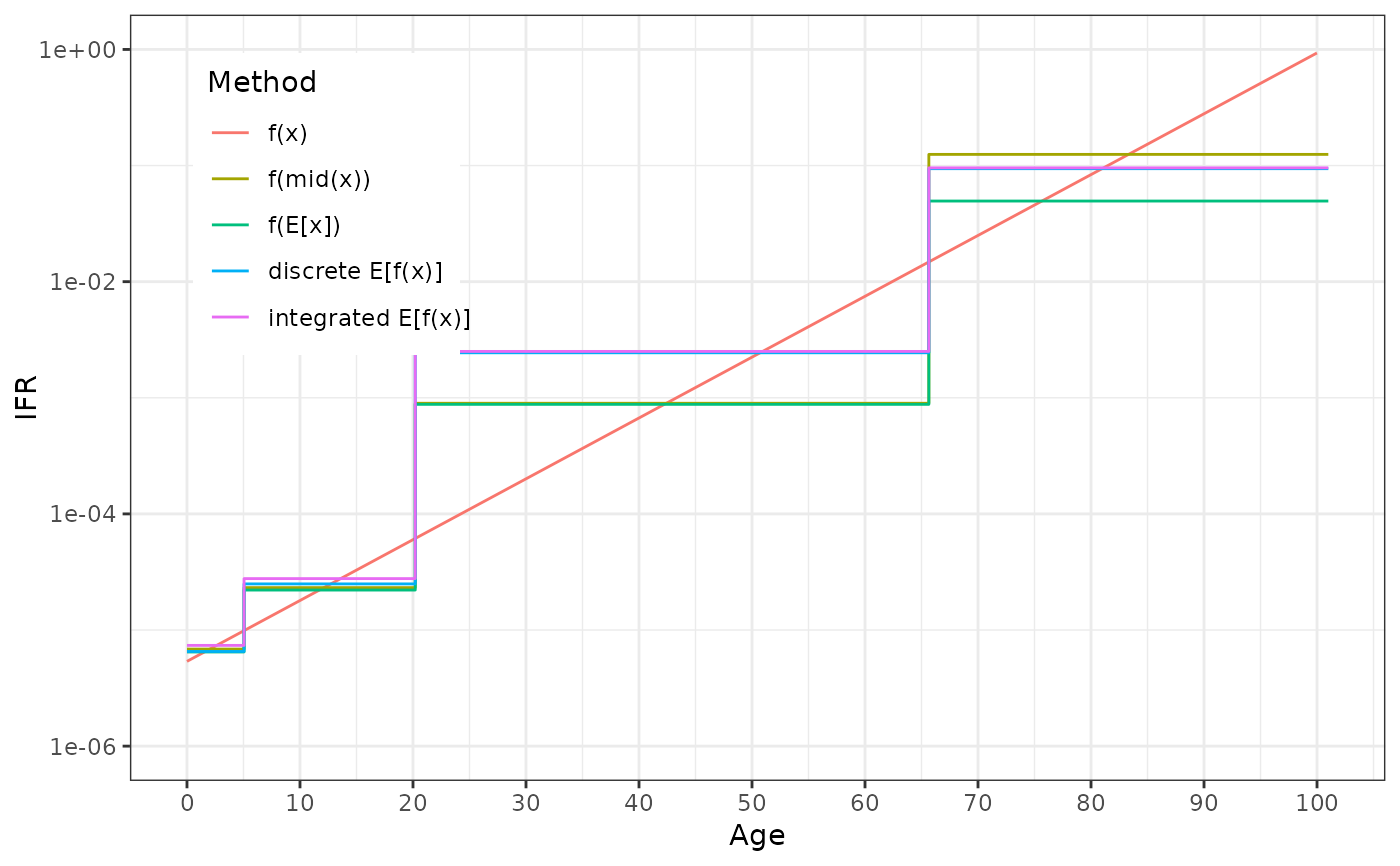 1e+00
1e-02
1e-04
1e-06
IFR
Method
f(x)
f(mid(x))
f(E[x])
discrete E[f(x)]
integrated E[f(x)]
0 10 20 30 40 50 60 70 80 90 100
Age